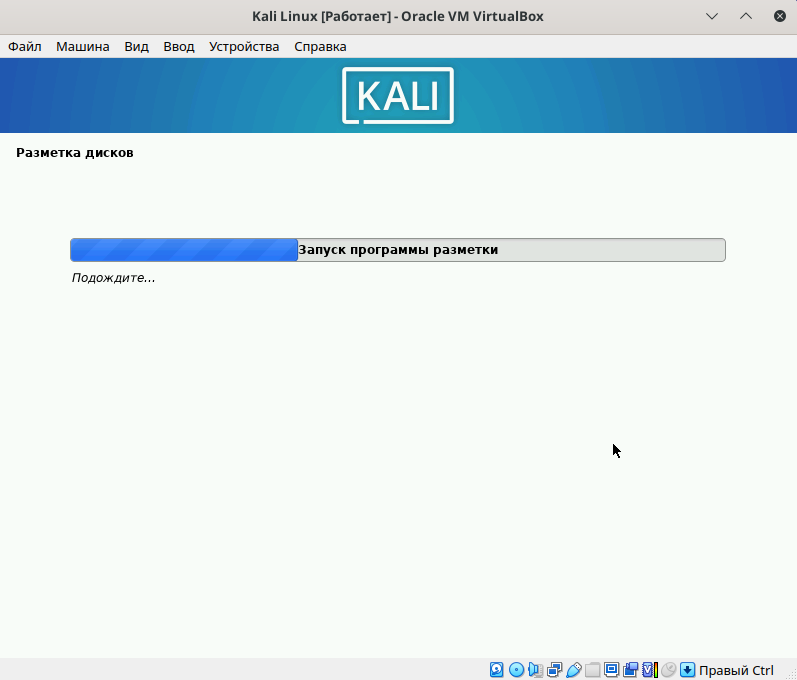 Kali Linux [Работает] - Oracle VM VirtualBox
Файл Машина Вид Ввод Устройства Справка
KALI
Разметка дисков
Запуск программы разметки
Подождите...
Правый Ctrl